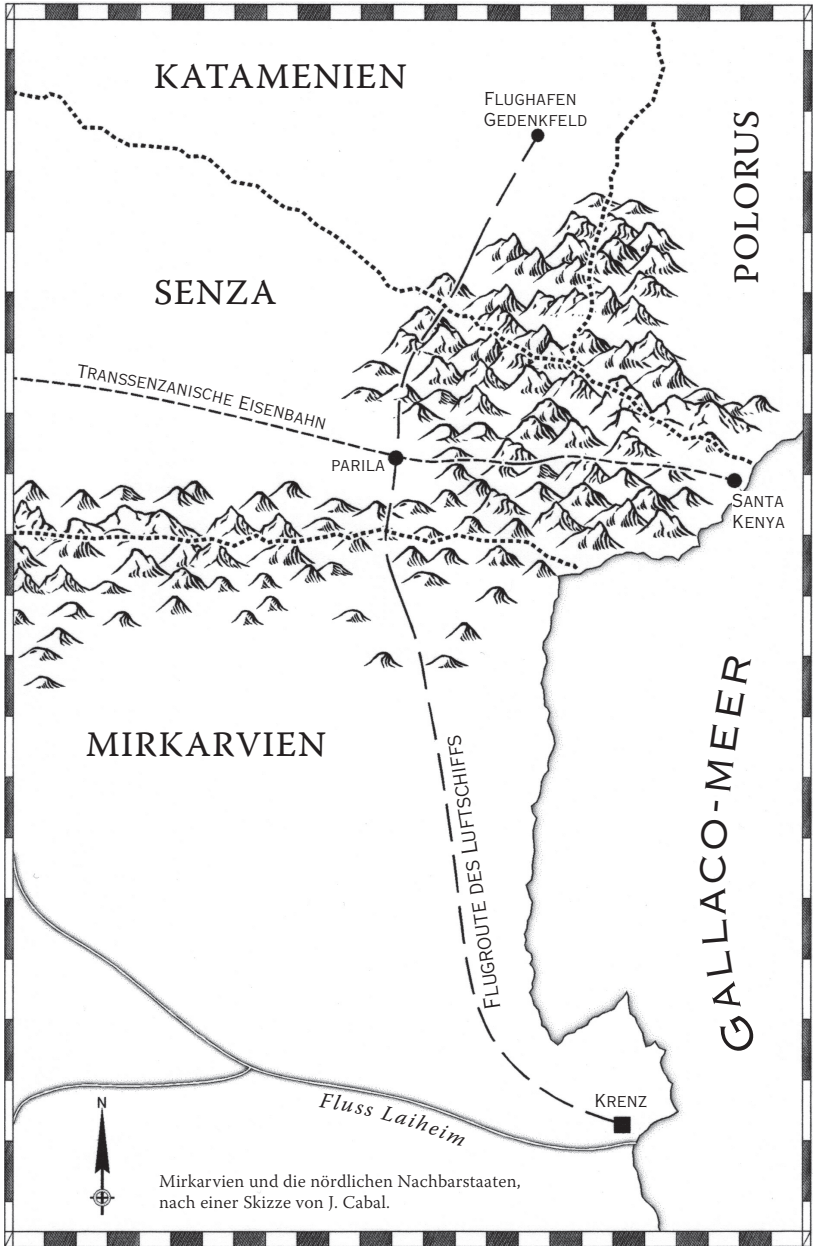 KATAMENIEN
FLUGHAFEN
GEDENKFELD
POLORUS
SENZA
TRANSSENZANISCHE EISENBAHN
PARILA
SANTA
KENYA
MIRKARVIEN
FLUGROUTE DES LUFTSCHIFFS
GALLACO-MEER
KRENZ
Fluss Laiheim
N
Mirkarvien und die nördlichen Nachbarstaaten,
nach einer Skizze von J. Cabal.